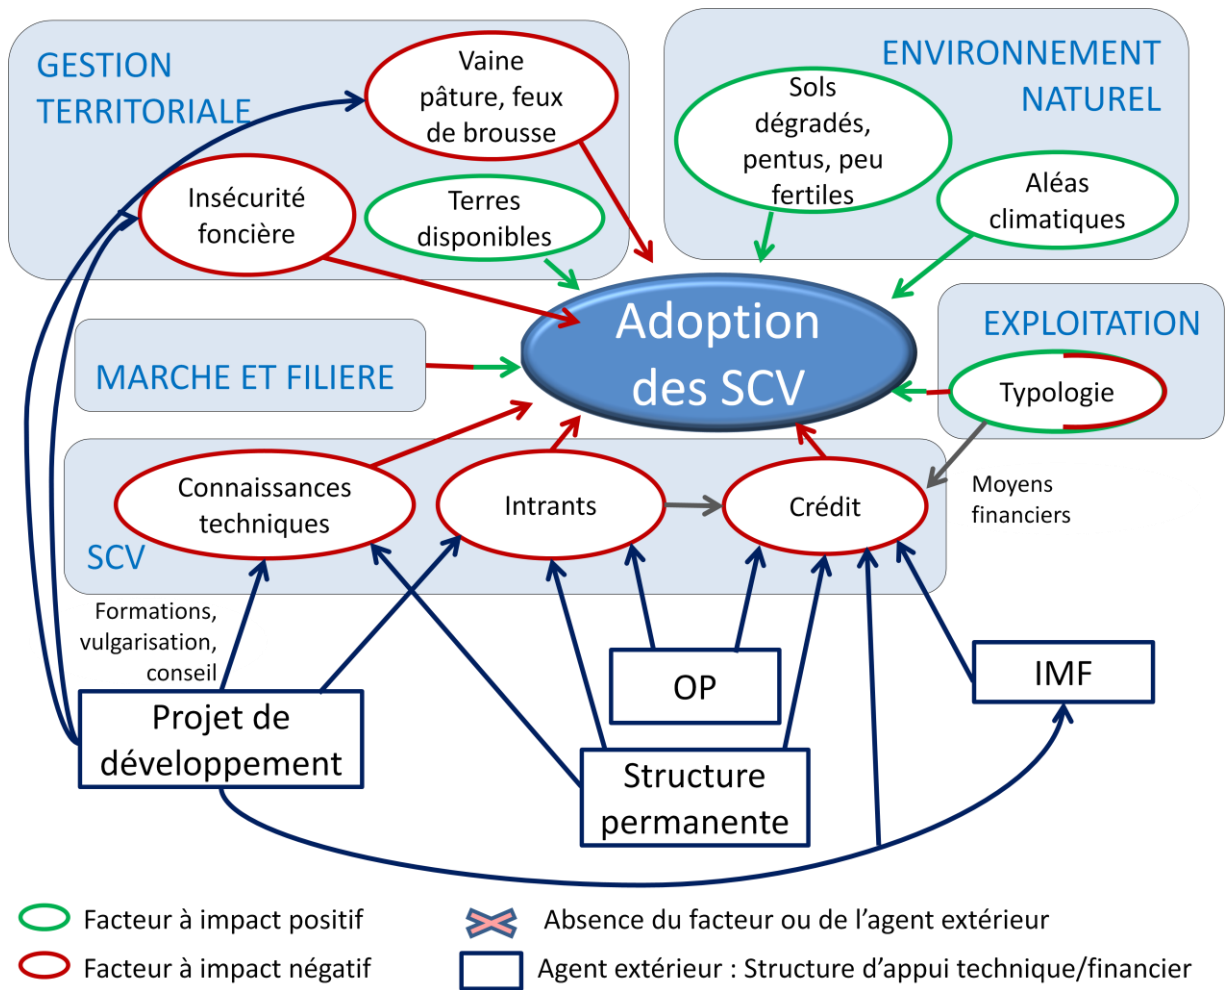 GESTION
TERRITORIALE
Vaine
pâture, feux
de brousse
Insécurité
foncière
Terres
disponibles
ENVIRONNEMENT
NATUREL
Sols
dégradés,
pentus, peu
fertiles
Aléas
climatiques
Adoption
des SCV
MARCHE ET FILIERE
EXPLOITATION
Typologie
Moyens
financiers
Connaissances
techniques
Intrants
Crédit
SCV
Formations,
vulgarisation,
conseil
Projet de
développement
OP
Structure
permanente
IMF
Facteur à impact positif
Absence du facteur ou de l’agent extérieur
Facteur à impact négatif
Agent extérieur : Structure d’appui technique/financier